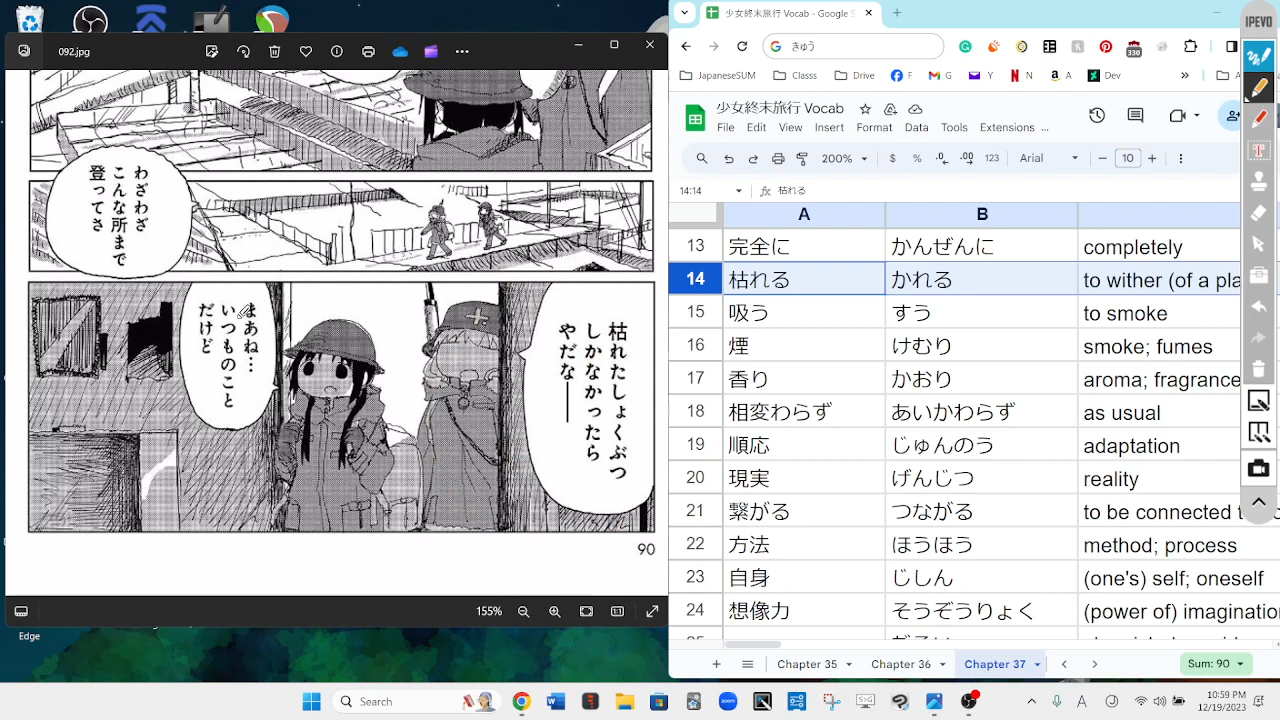 092.jpg
わざわざ
こんな所まで
登ってさ
枯れたしょくぶつ
しかなかったら
やだな——
まあね…
いつものこと
だけど
90
155%
Edge
少女終末旅行 Vocab - Google S
きゅう
JapaneseSUM
Classs
Drive
F
G
Y
N
A
Dev
A
少女終末旅行 Vocab
File Edit View Insert Format Data Tools Extensions ...
200% $ % .0 .00 123 Arial 10
14:14 fx 枯れる
A B
13 完全に かんぜんに completely
14 枯れる かれる to wither (of a pla
15 吸う すう to smoke
16 煙 けむり smoke; fumes
17 香り かおり aroma; fragrance
18 相変わらず あいかわらず as usual
19 順応 じゅんのう adaptation
20 現実 げんじつ reality
21 繋がる つながる to be connected t
22 方法 ほうほう method; process
23 自身 じしん (one's) self; oneself
24 想像力 そうぞうりょく (power of) imagination
Chapter 35 Chapter 36 Chapter 37 Sum: 90
IPEVO
T
330
Search
zoom
A
10:59 PM
12/19/2023